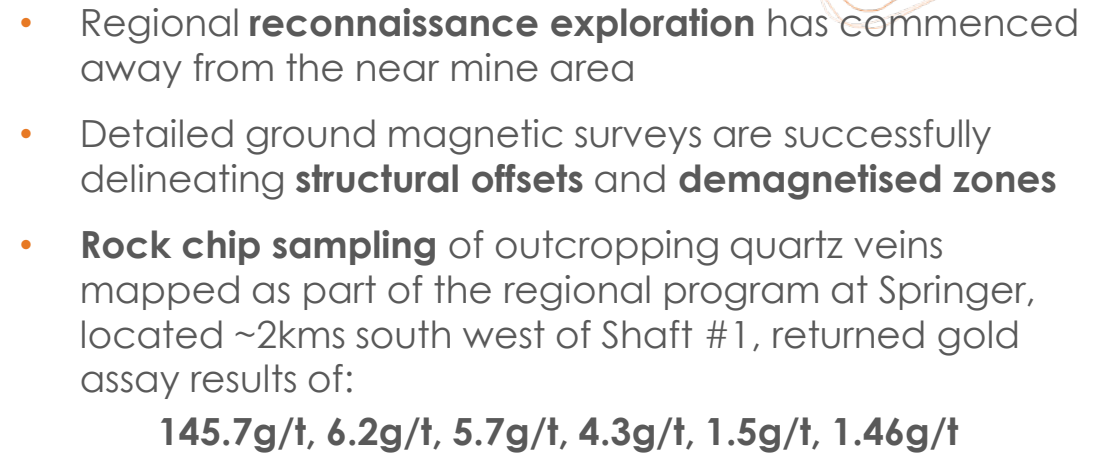 • Regional reconnaissance exploration has commenced
away from the near mine area
• Detailed ground magnetic surveys are successfully
delineating structural offsets and demagnetised zones
• Rock chip sampling of outcropping quartz veins
mapped as part of the regional program at Springer,
located ~2kms south west of Shaft #1, returned gold
assay results of:
145.7g/t, 6.2g/t, 5.7g/t, 4.3g/t, 1.5g/t, 1.46g/t